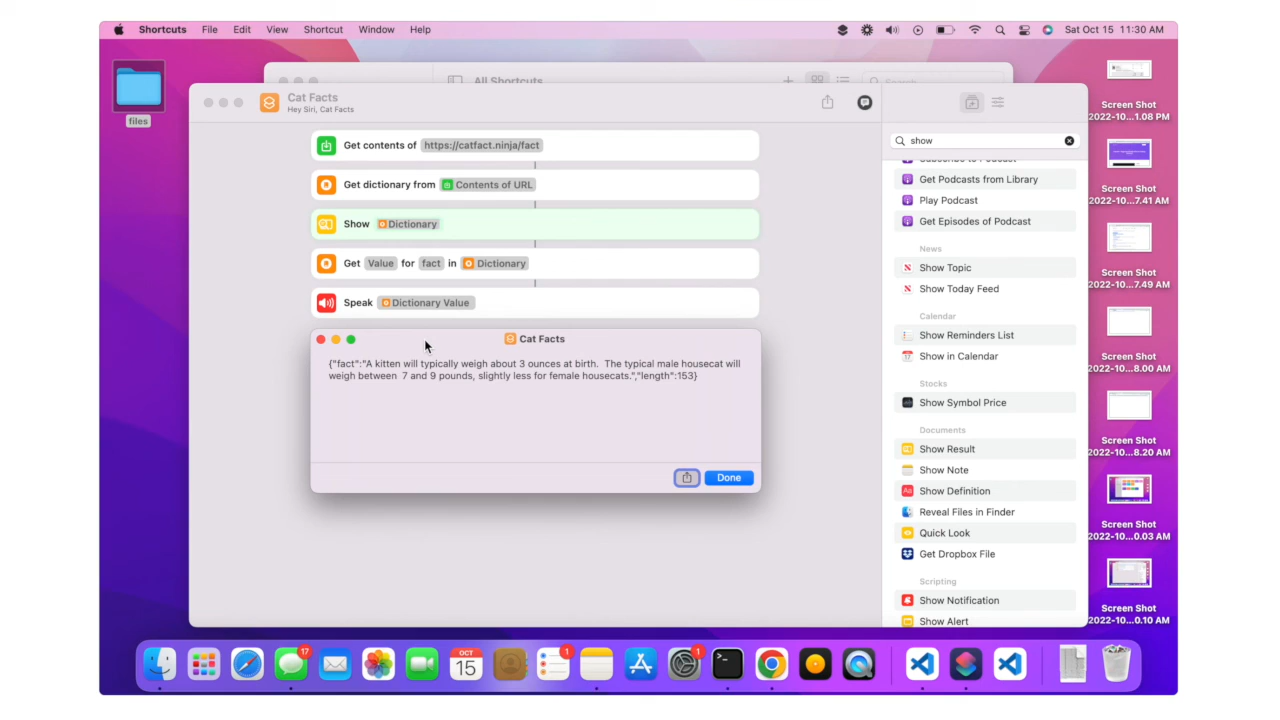 Shortcuts File Edit View Shortcut Window Help
Sat Oct 15 11:30 AM
files
All Shortcuts
Search
Cat Facts
Hey Siri, Cat Facts
Get contents of https://catfact.ninja/fact
Get dictionary from Contents of URL
Show Dictionary
Get Value for fact in Dictionary
Speak Dictionary Value
Cat Facts
{"fact":"A kitten will typically weigh about 3 ounces at birth.  The typical male housecat will
weigh between  7 and 9 pounds, slightly less for female housecats.","length":153}
Done
show
Subscribe to Podcast
Get Podcasts from Library
Play Podcast
Get Episodes of Podcast
News
Show Topic
Show Today Feed
Calendar
Show Reminders List
Show in Calendar
Stocks
Show Symbol Price
Documents
Show Result
Show Note
Show Definition
Reveal Files in Finder
Quick Look
Get Dropbox File
Scripting
Show Notification
Show Alert
Screen Shot
2022-10...1.08 PM
Screen Shot
2022-10...7.41 AM
Screen Shot
2022-10...7.49 AM
Screen Shot
2022-10...8.00 AM
Screen Shot
2022-10...8.20 AM
Screen Shot
2022-10...0.03 AM
Screen Shot
2022-10...0.10 AM
17
OCT
15
1
1